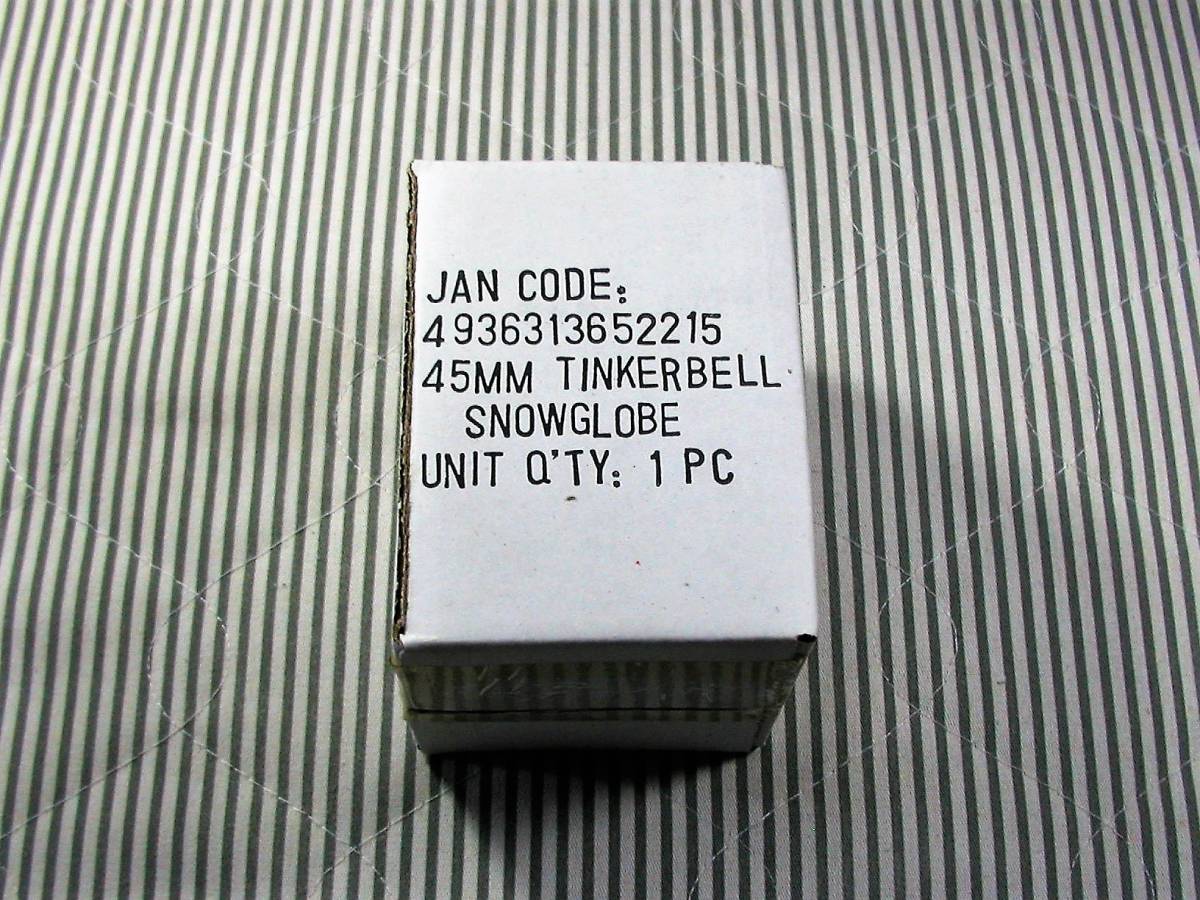 JAN CODE:
4936313652215
45MM TINKERBELL
SNOWGLOBE
UNIT Q'TY: 1 PC